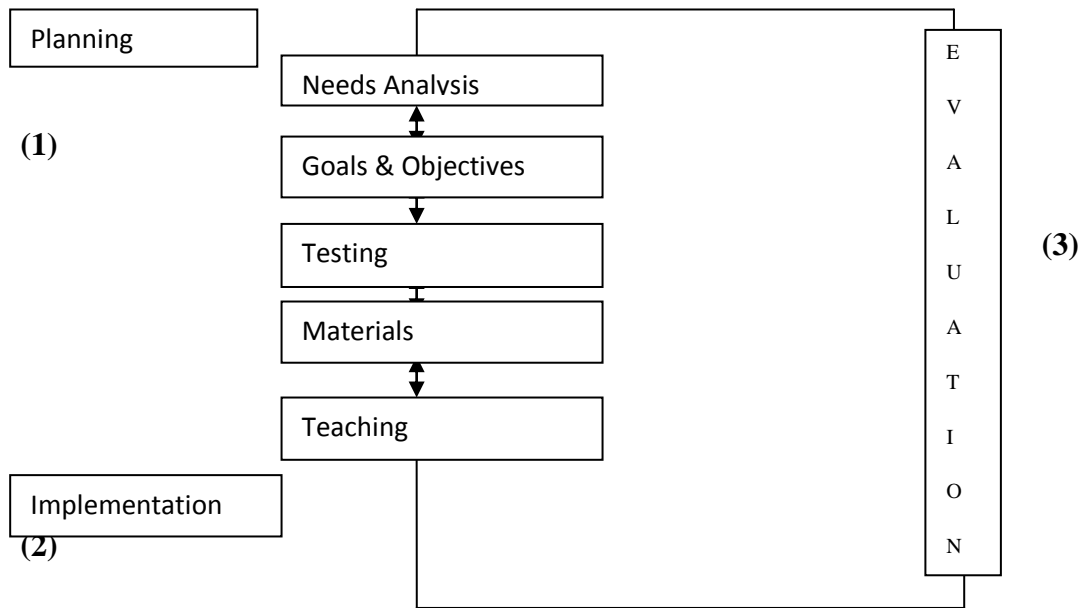 Planning
Needs Analysis
(1)
Goals & Objectives
Testing
(3)
Materials
Teaching
Implementation
(2)
E
V
A
L
U
A
T
I
O
N